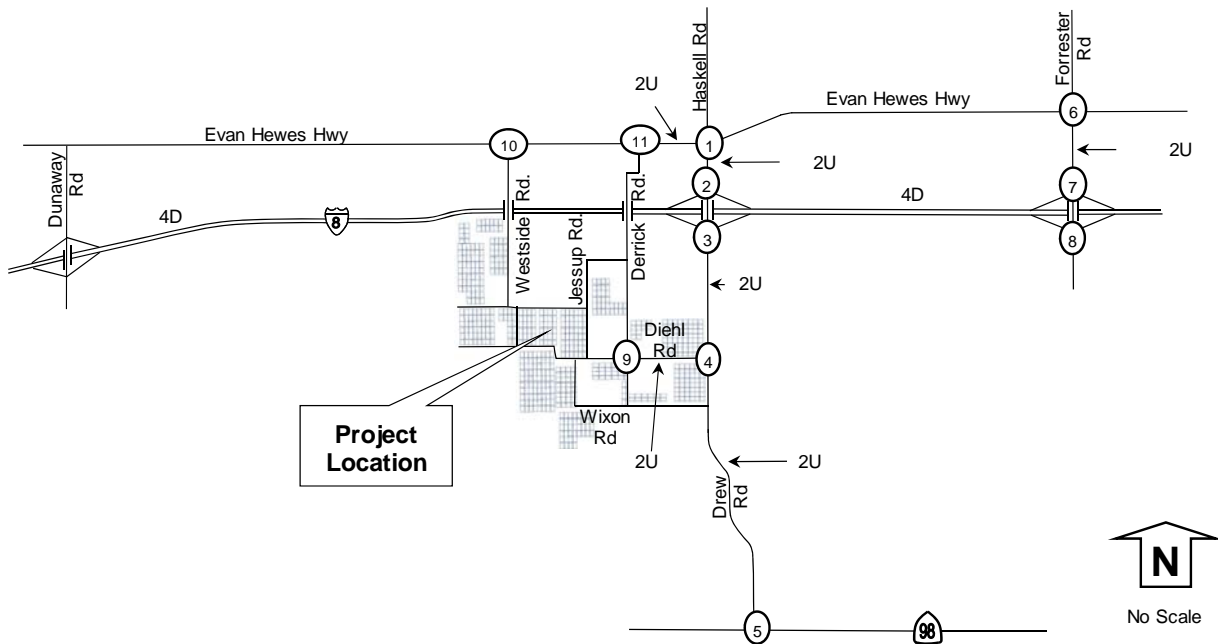 Haskell Rd
Forrester
Rd
2U
Evan Hewes Hwy
6
Evan Hewes Hwy
10
11
1
2U
2U
Dunaway
Rd
4D
8
Westside Rd.
Jessup Rd.
Derrick Rd.
2
3
4D
7
8
2U
Diehl
Rd
9
4
Project
Location
Wixon
Rd
2U
2U
Drew
Rd
N
No Scale
5
98